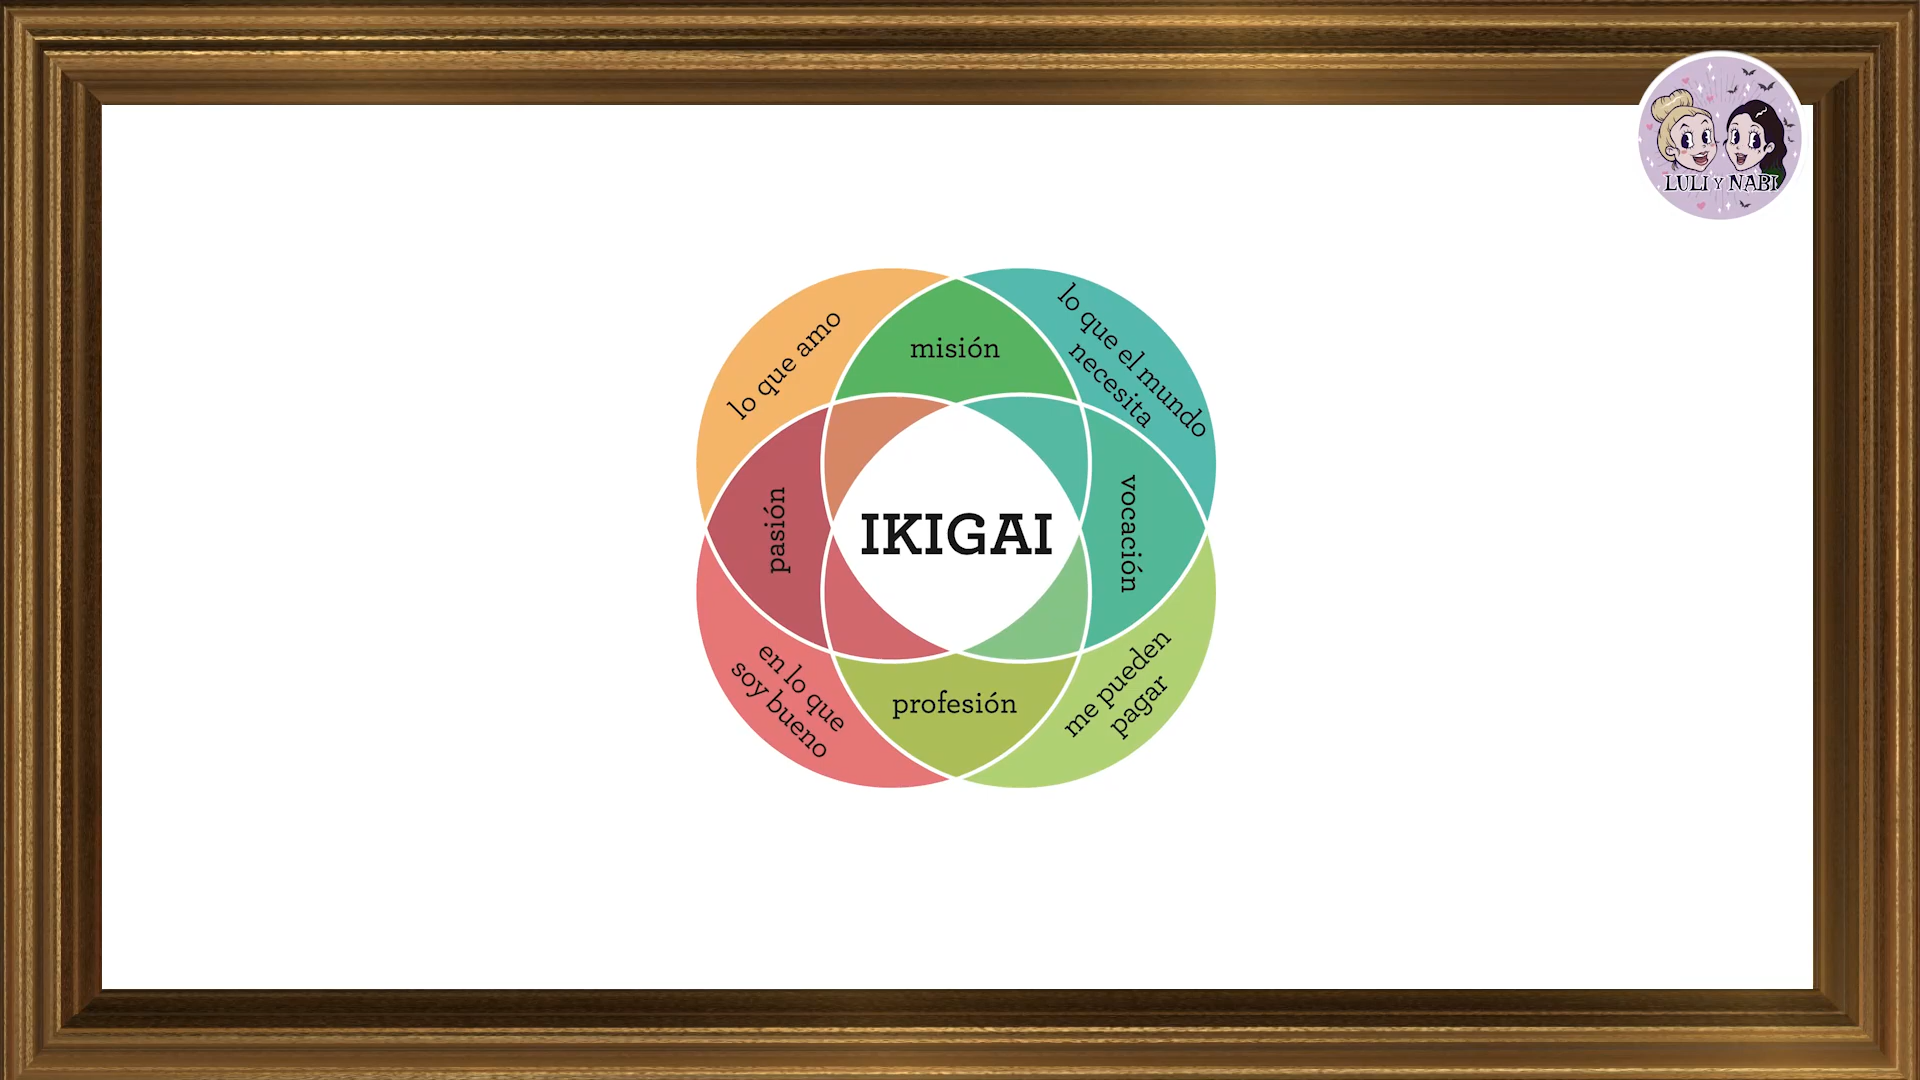 LULI Y NABI
lo que amo
misión
lo que el mundo
necesita
pasión
IKIGAI
vocación
en lo que
soy bueno
profesión
me pueden
pagar